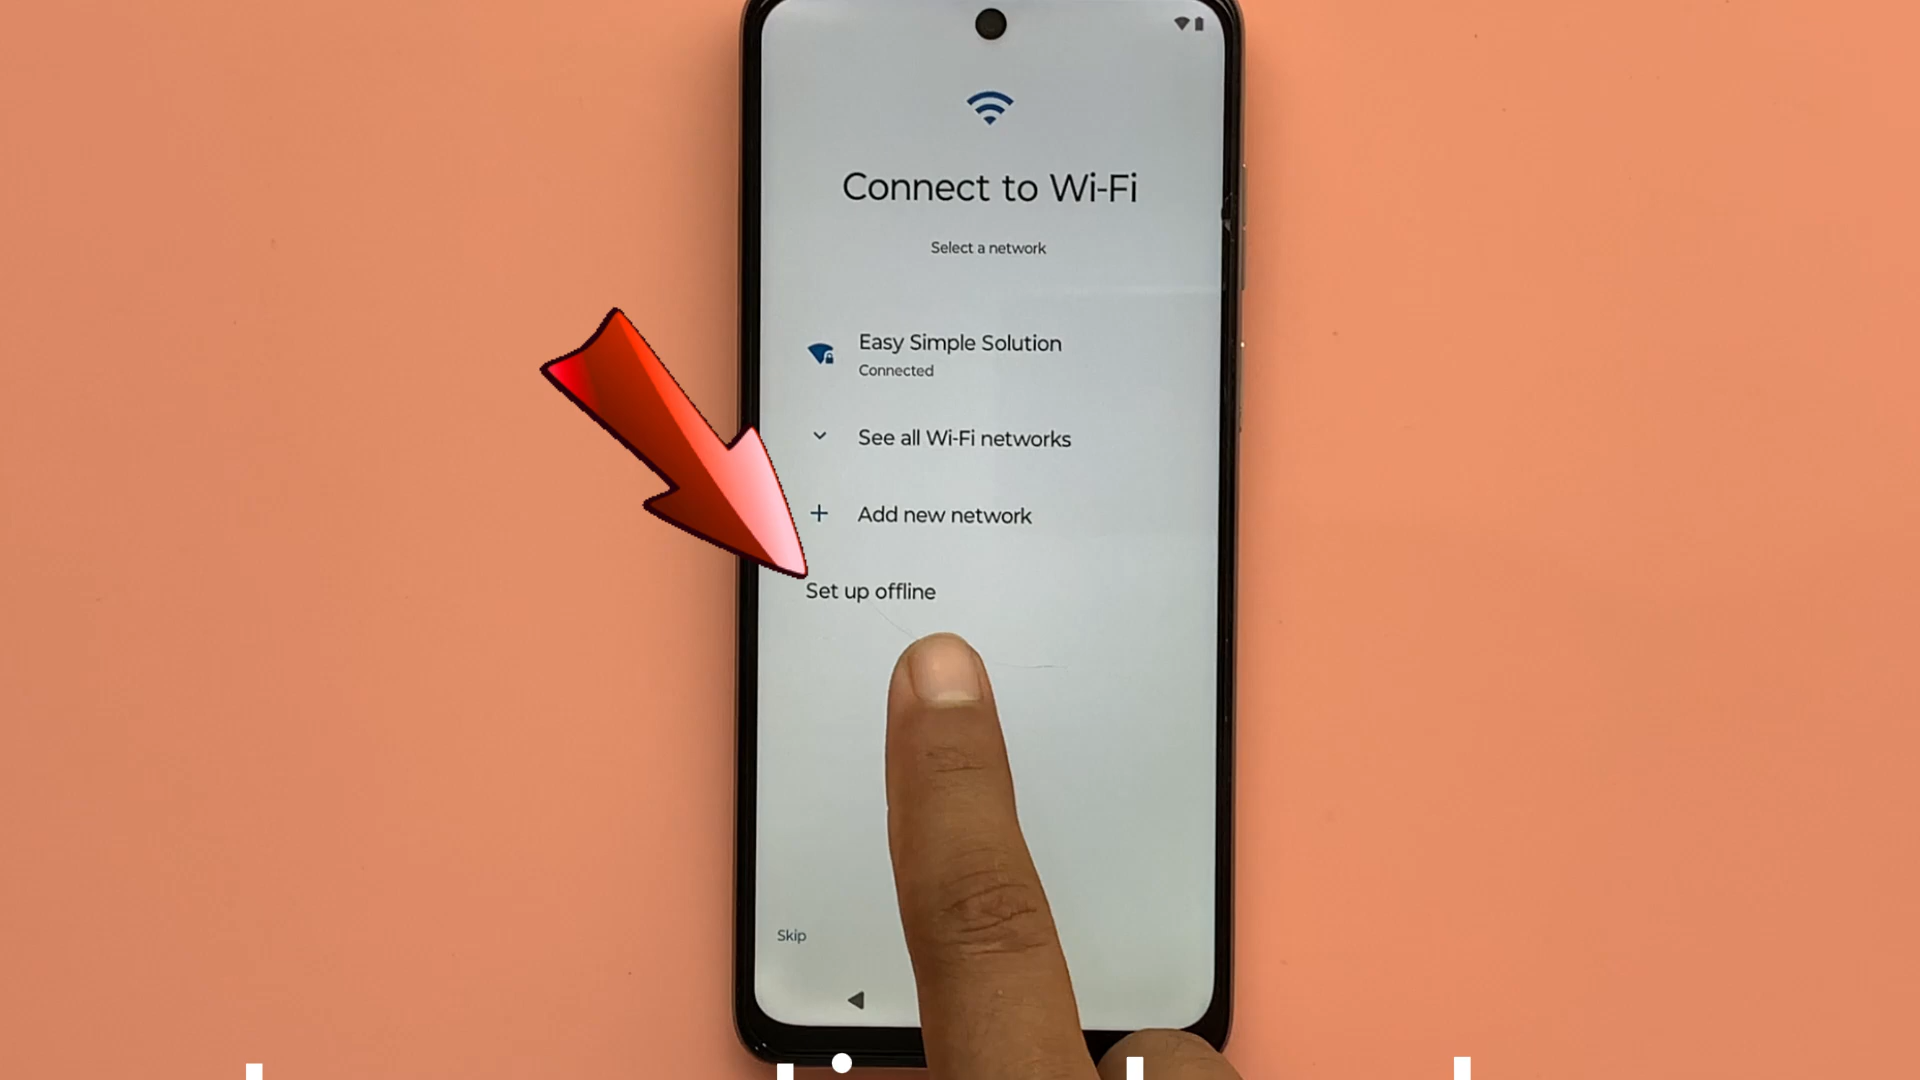 Connect to Wi-Fi
Select a network
Easy Simple Solution
Connected
See all Wi-Fi networks
Add new network
Set up offline
Skip